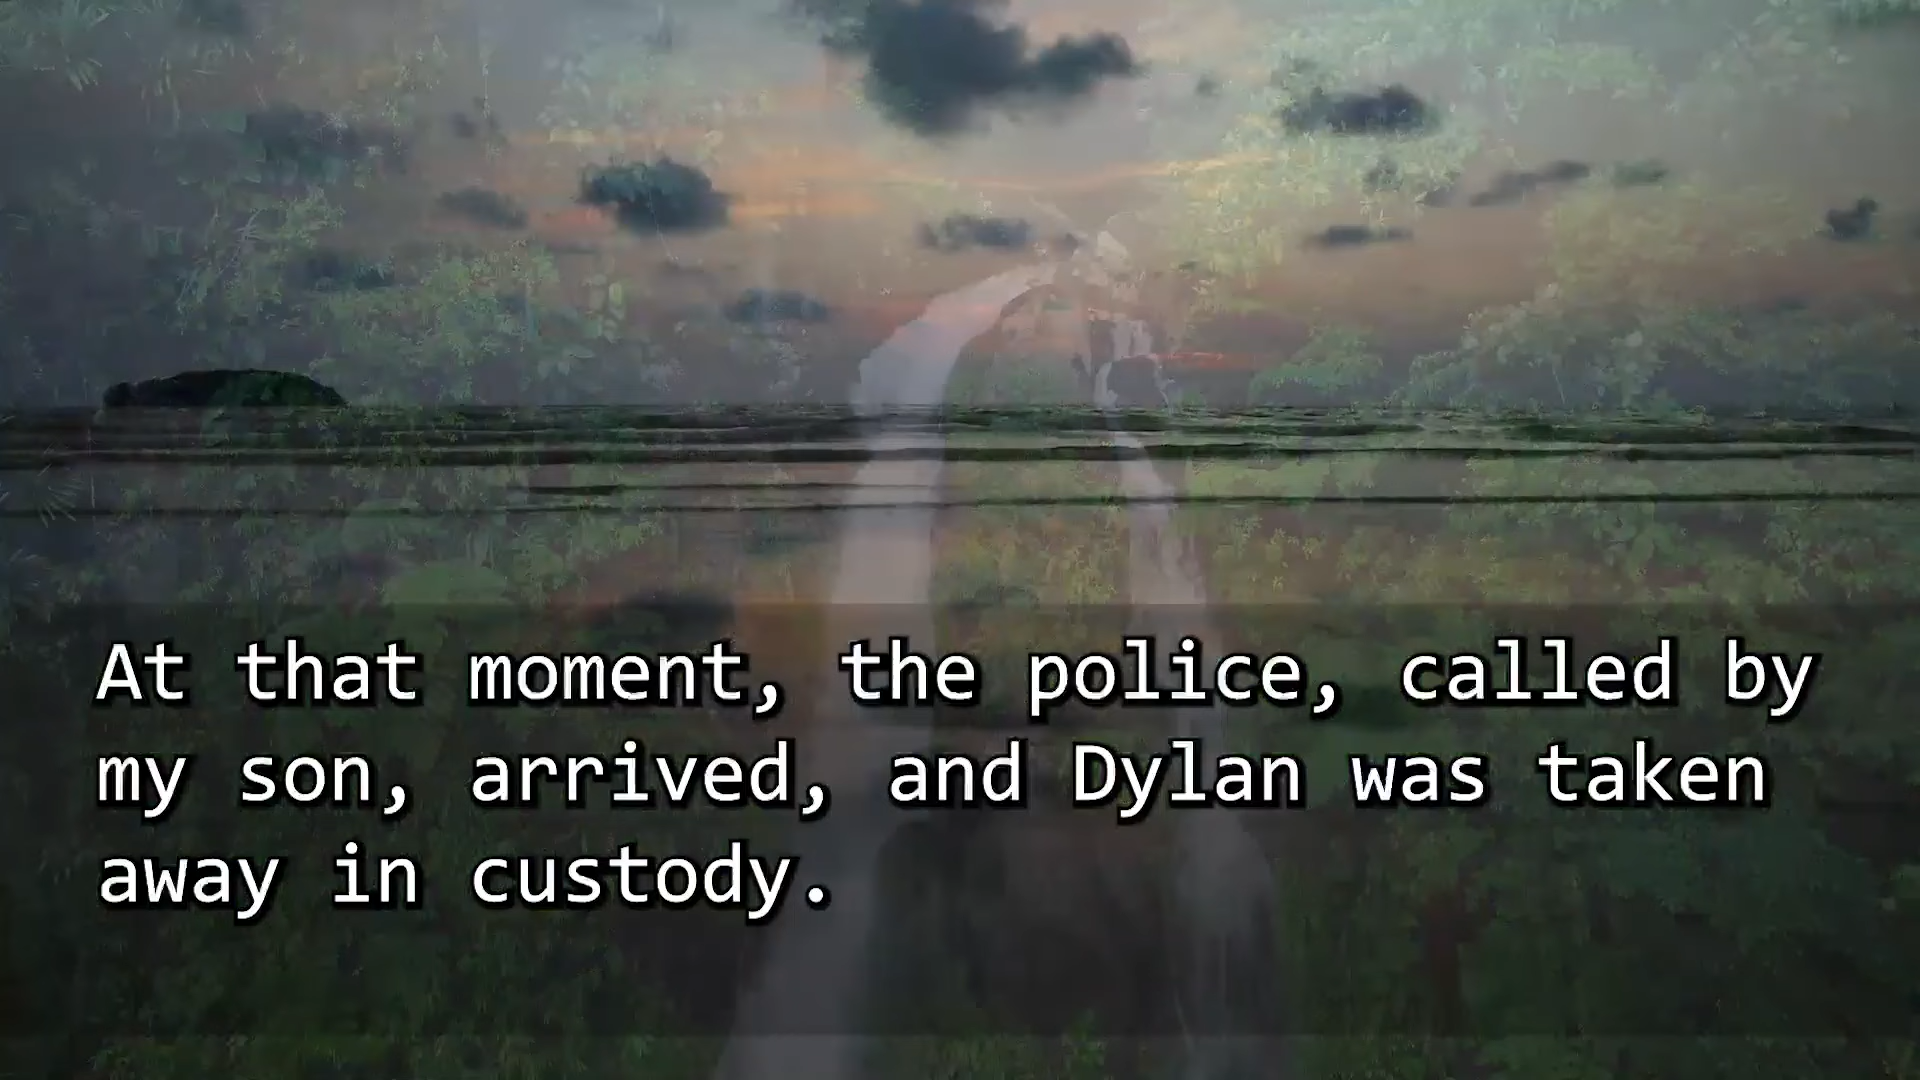 At that moment, the police, called by
my son, arrived, and Dylan was taken
away in custody.